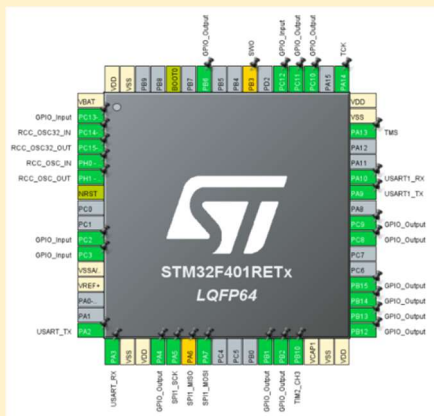 GPIO_Output
SWO
GPIO_Input
GPIO_Output
GPIO_Output
TCK
VDD
VSS
PB9
PB8
BOOT0
PB7
PB6
PB5
PB4
PB3
PD2
PC12
PC11
PC10
PA15
PA14
VBAT
GPIO_Input PC13-
RCC_OSC32_IN PC14-
RCC_OSC32_OUT PC15-
RCC_OSC_IN PH0 -
RCC_OSC_OUT PH1 -
NRST
PC0
PC1
GPIO_Input PC2
GPIO_Input PC3
VSSA/.
VREF+
PA0-.
PA1
USART_TX PA2
VDD
VSS
PA13 TMS
PA12
PA11
PA10 USART1_RX
PA9 USART1_TX
PA8
PC9 GPIO_Output
PC8 GPIO_Output
PC7
PC6
PB15 GPIO_Output
PB14 GPIO_Output
PB13 GPIO_Output
PB12 GPIO_Output
ST
STM32F401RETx
LQFP64
PA3
VSS
VDD
PA4
PA5
PA6
PA7
PC4
PC5
PB0
PB1
PB2
PB10
VCAP1
VSS
VDD
USART_RX
GPIO_Output
SPI1_SCK
SPI1_MISO
SPI1_MOSI
GPIO_Output
GPIO_Output
TIM2_CH3